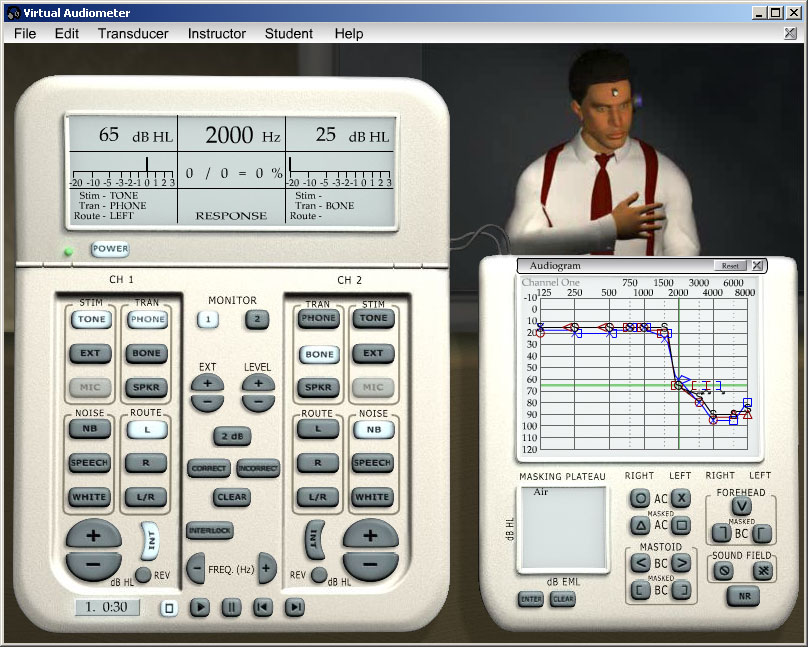 Virtual Audiometer
File Edit Transducer Instructor Student Help
65 dB HL 2000 Hz 25 dB HL
-20 -10 -5 -3 -2 -1 0 1 2 3
0 / 0 = 0 %
-20 -10 -5 -3 -2 -1 0 1 2 3
Stim - TONE
Tran - PHONE
Route - LEFT
RESPONSE
Stim -
Tran - BONE
Route -
POWER
CH 1
CH 2
STIM TRAN
MONITOR
TRAN STIM
TONE PHONE 1 2 PHONE TONE
EXT BONE
EXT LEVEL
BONE EXT
+ +
MIC SPKR
SPKR MIC
- -
NOISE ROUTE
ROUTE NOISE
NB L
2 dB
L NB
SPEECH R
CORRECT INCORRECT
R SPEECH
WHITE L/R
CLEAR
L/R WHITE
+ INT
INTERLOCK
INT +
-
- FREQ. (Hz) +
-
dB HL REV
REV dB HL
1. 0:30
Audiogram Reset
Channel One
750 1500 3000 6000
125 250 500 1000 2000 4000 8000
-10
0
10
20
30
40
50
60
70
80
90
100
110
120
MASKING PLATEAU
Air
dB HL
dB EML
ENTER CLEAR
RIGHT LEFT RIGHT LEFT
O AC X
MASKED
△ AC □
MASTOID
< BC >
MASKED
[ BC ]
FOREHEAD
V
MASKED
BC
SOUND FIELD
NR